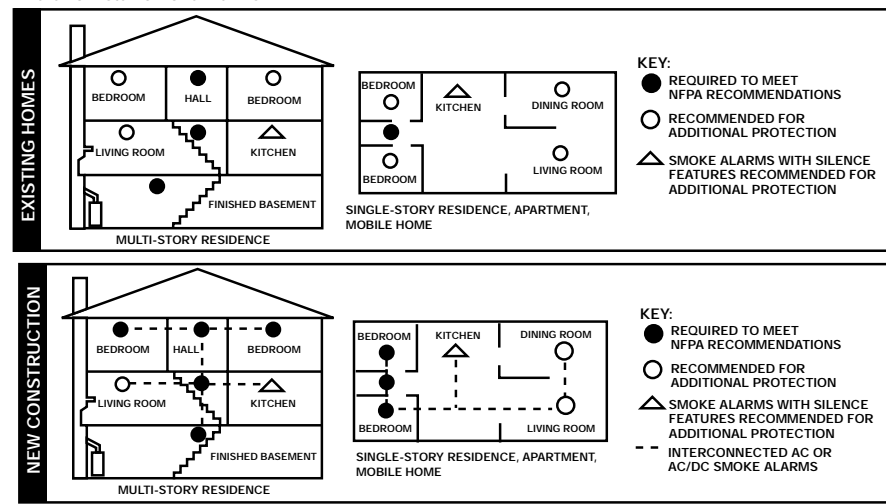 EXISTING HOMES
BEDROOM
HALL
BEDROOM
LIVING ROOM
KITCHEN
FINISHED BASEMENT
MULTI-STORY RESIDENCE
BEDROOM
KITCHEN
DINING ROOM
BEDROOM
LIVING ROOM
SINGLE-STORY RESIDENCE, APARTMENT,
MOBILE HOME
KEY:
REQUIRED TO MEET
NFPA RECOMMENDATIONS
RECOMMENDED FOR
ADDITIONAL PROTECTION
SMOKE ALARMS WITH SILENCE
FEATURES RECOMMENDED FOR
ADDITIONAL PROTECTION
NEW CONSTRUCTION
BEDROOM
HALL
BEDROOM
LIVING ROOM
KITCHEN
FINISHED BASEMENT
MULTI-STORY RESIDENCE
BEDROOM
KITCHEN
DINING ROOM
BEDROOM
LIVING ROOM
SINGLE-STORY RESIDENCE, APARTMENT,
MOBILE HOME
KEY:
REQUIRED TO MEET
NFPA RECOMMENDATIONS
RECOMMENDED FOR
ADDITIONAL PROTECTION
SMOKE ALARMS WITH SILENCE
FEATURES RECOMMENDED FOR
ADDITIONAL PROTECTION
INTERCONNECTED AC OR
AC/DC SMOKE ALARMS